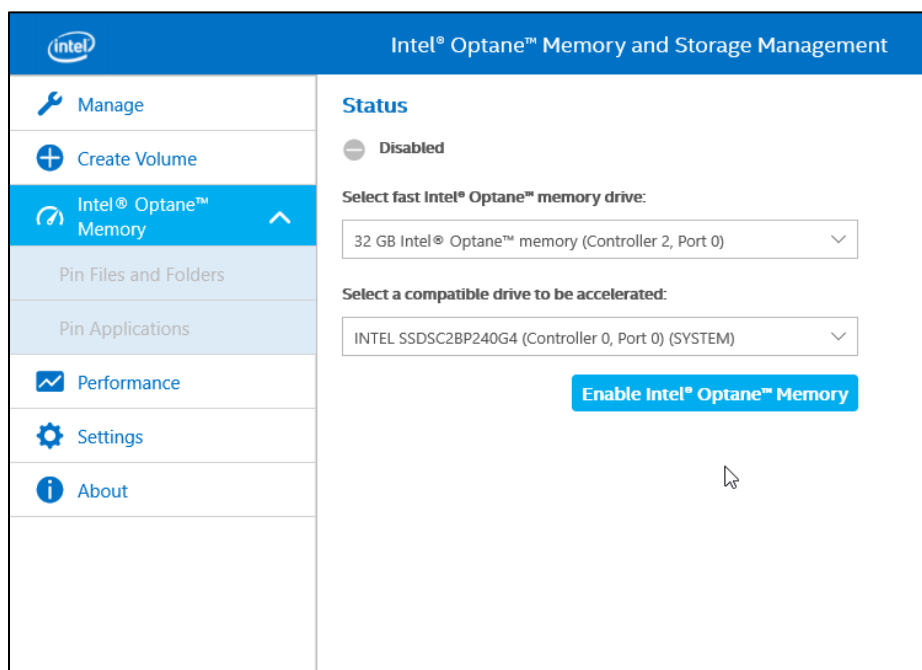 intel
Intel® Optane™ Memory and Storage Management
Manage
Create Volume
Intel® Optane™
Memory
Pin Files and Folders
Pin Applications
Performance
Settings
About
Status
Disabled
Select fast Intel® Optane™ memory drive:
32 GB Intel® Optane™ memory (Controller 2, Port 0)
Select a compatible drive to be accelerated:
INTEL SSDSC2BP240G4 (Controller 0, Port 0) (SYSTEM)
Enable Intel® Optane™ Memory